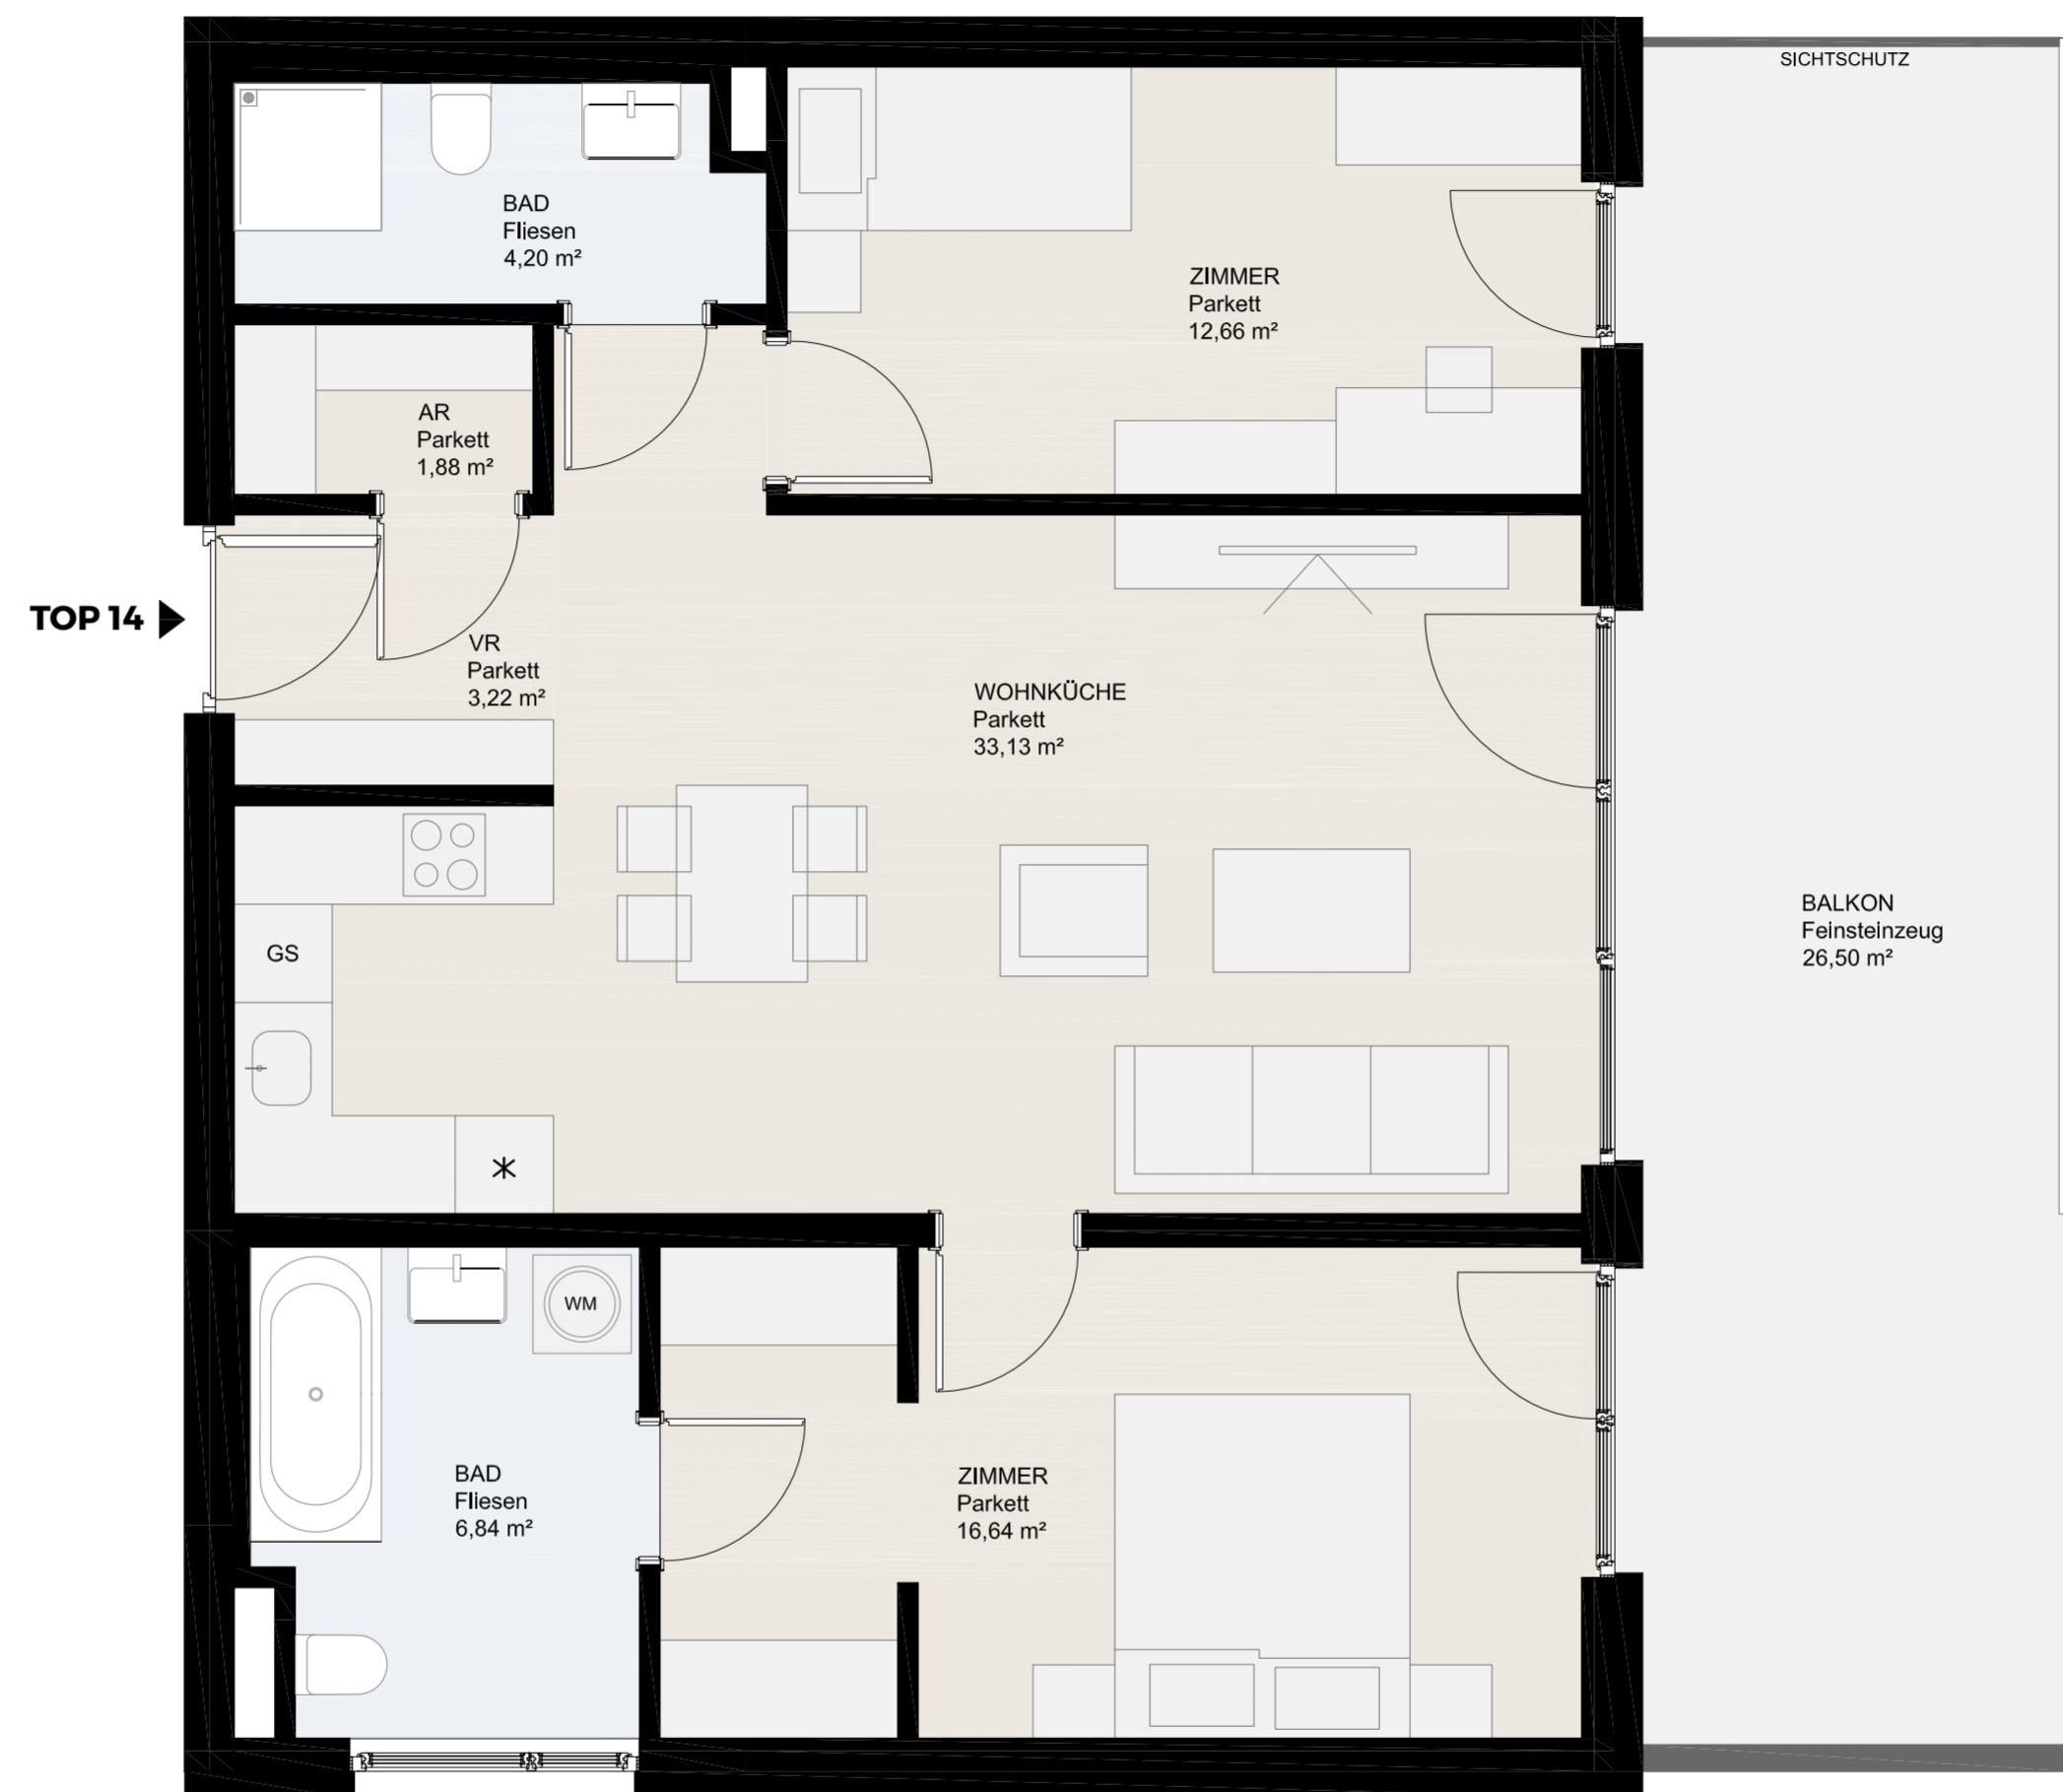 SICHTSCHUTZ
BAD
Fliesen
4,20 m²
ZIMMER
Parkett
12,66 m²
AR
Parkett
1,88 m²
TOP 14
VR
Parkett
3,22 m²
WOHNKÜCHE
Parkett
33,13 m²
BALKON
Feinsteinzeug
26,50 m²
GS
*
WM
BAD
Fliesen
6,84 m²
ZIMMER
Parkett
16,64 m²